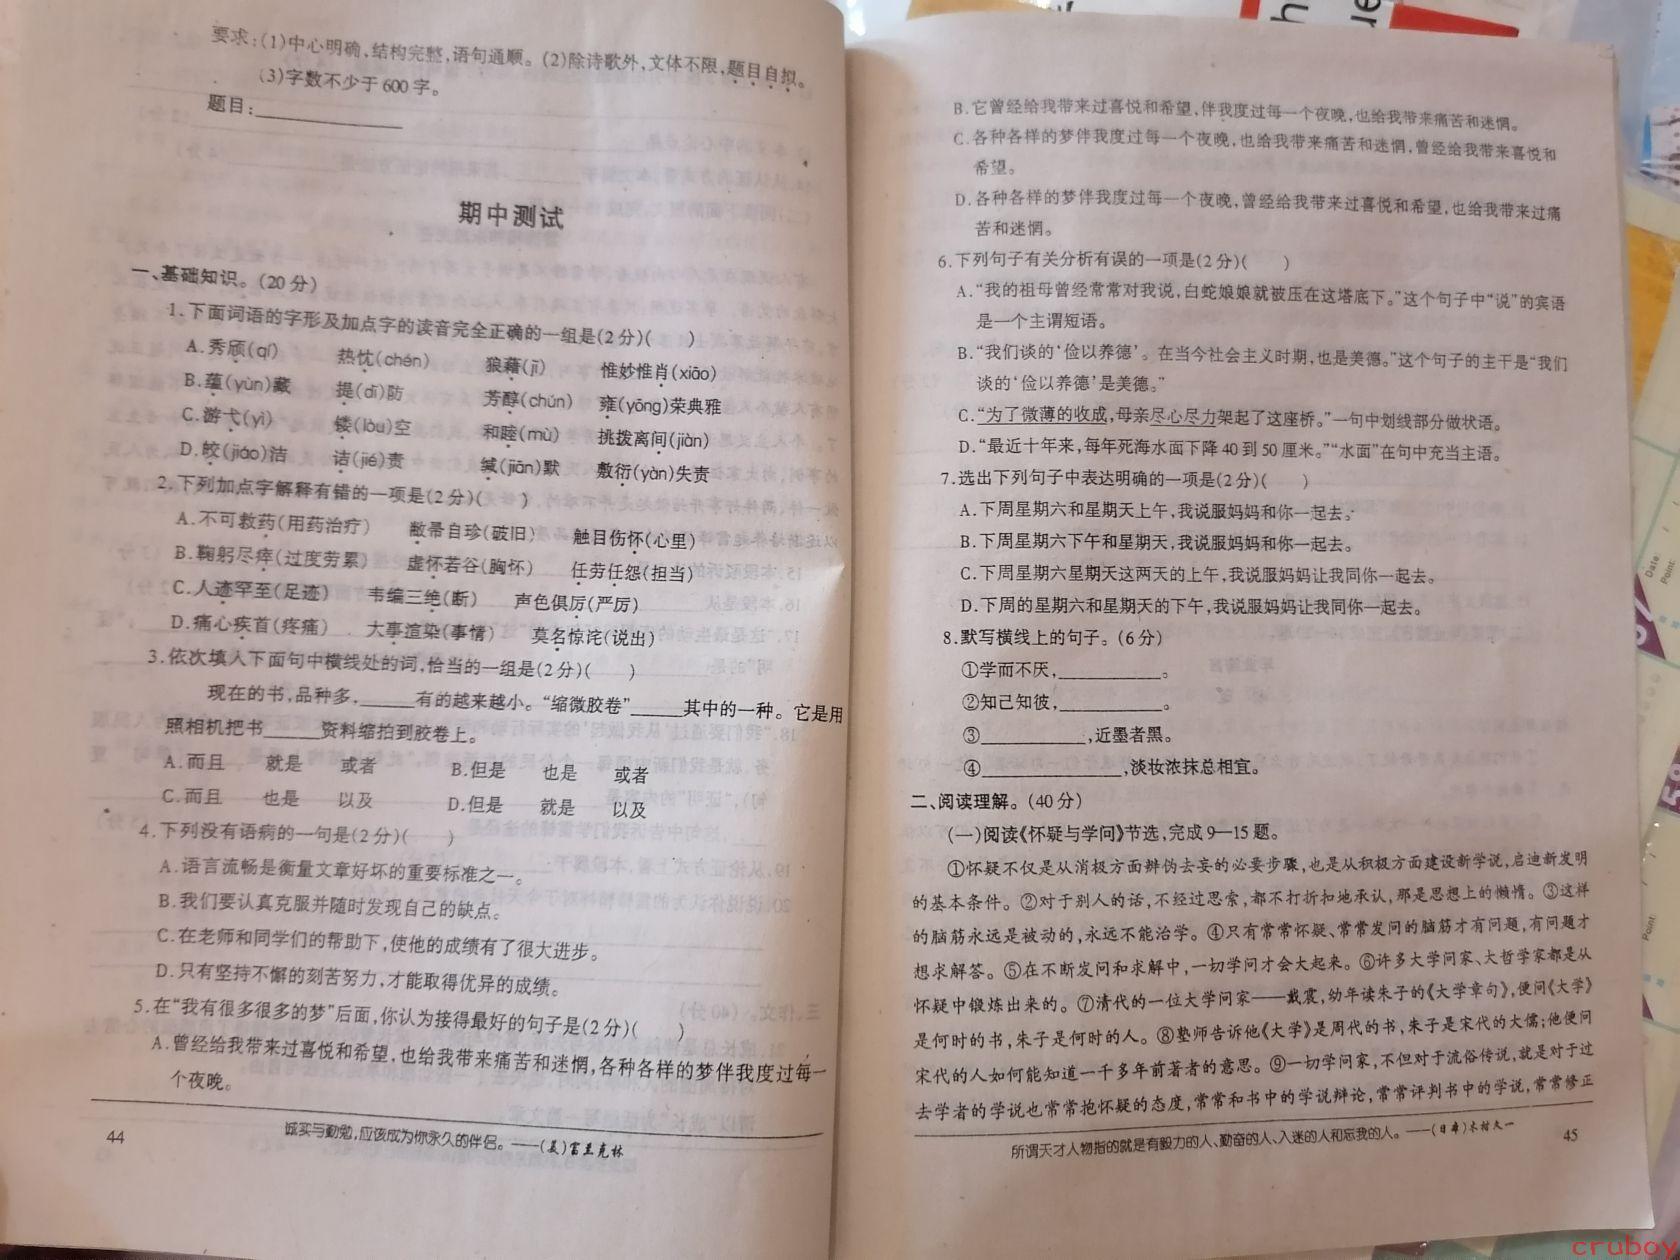 要求:(1)中心明确,结构完整,语句通顺。(2)除诗歌外,文体不限,题目自拟。
(3)字数不少于600字。
题目:
期中测试
一、基础知识。(20分)
1.下面词语的字形及加点字的读音完全正确的一组是(2分)( )
A.秀颀(qí) 热忱(chén) 狼藉(jí) 惟妙惟肖(xiāo)
B.蕴(yùn)藏 提(dī)防 芳醇(chún) 雍(yōng)荣典雅
C.游弋(yì) 镂(lòu)空 和睦(mù) 挑拨离间(jiàn)
D.皎(jiáo)洁 诘(jié)责 缄(jiān)默 敷衍(yàn)失责
2.下列加点字解释有错的一项是(2分)( )
A.不可救药(用药治疗) 敝帚自珍(破旧) 触目伤怀(心里)
B.鞠躬尽瘁(过度劳累) 虚怀若谷(胸怀) 任劳任怨(担当)
C.人迹罕至(足迹) 韦编三绝(断) 声色俱厉(严厉)
D.痛心疾首(疼痛) 大事渲染(事情) 莫名惊诧(说出)
3.依次填入下面句中横线处的词,恰当的一组是(2分)( )
现在的书,品种多,______有的越来越小。“缩微胶卷”______其中的一种。它是用
照相机把书______资料缩拍到胶卷上。
A.而且 就是 或者 B.但是 也是 或者
C.而且 也是 以及 D.但是 就是 以及
4.下列没有语病的一句是(2分)( )
A.语言流畅是衡量文章好坏的重要标准之一。
B.我们要认真克服并随时发现自己的缺点。
C.在老师和同学们的帮助下,使他的成绩有了很大进步。
D.只有坚持不懈的刻苦努力,才能取得优异的成绩。
5.在“我有很多很多的梦”后面,你认为接得最好的句子是(2分)( )
A.曾经给我带来过喜悦和希望,也给我带来痛苦和迷惘,各种各样的梦伴我度过每一
个夜晚。
44
诚实与勤勉,应该成为你永久的伴侣。——(美)富兰克林
B.它曾经给我带来过喜悦和希望,伴我度过每一个夜晚,也给我带来痛苦和迷惘。
C.各种各样的梦伴我度过每一个夜晚,也给我带来痛苦和迷惘,曾经给我带来喜悦和
希望。
D.各种各样的梦伴我度过每一个夜晚,曾经给我带来过喜悦和希望,也给我带来过痛
苦和迷惘。
6.下列句子有关分析有误的一项是(2分)( )
A.“我的祖母曾经常常对我说,白蛇娘娘就被压在这塔底下。”这个句子中“说”的宾语
是一个主谓短语。
B.“我们谈的‘俭以养德’。在当今社会主义时期,也是美德。”这个句子的主干是“我们
谈的‘俭以养德’是美德。”
C.“为了微薄的收成,母亲尽心尽力架起了这座桥。”一句中划线部分做状语。
D.“最近十年来,每年死海水面下降40到50厘米。”“水面”在句中充当主语。
7.选出下列句子中表达明确的一项是(2分)( )
A.下周星期六和星期天上午,我说服妈妈和你一起去。
B.下周星期六下午和星期天,我说服妈妈和你一起去。
C.下周星期六星期天这两天的上午,我说服妈妈让我同你一起去。
D.下周的星期六和星期天的下午,我说服妈妈让我同你一起去。
8.默写横线上的句子。(6分)
①学而不厌,____________。
②知己知彼,____________。
③____________,近墨者黑。
④________________,淡妆浓抹总相宜。
二、阅读理解。(40分)
(一)阅读《怀疑与学问》节选,完成9—15题。
①怀疑不仅是从消极方面辨伪去妄的必要步骤,也是从积极方面建设新学说,启迪新发明
的基本条件。②对于别人的话,不经过思索,都不打折扣地承认,那是思想上的懒惰。③这样
的脑筋永远是被动的,永远不能治学。④只有常常怀疑、常常发问的脑筋才有问题,有问题才
想求解答。⑤在不断发问和求解中,一切学问才会大起来。⑥许多大学问家、大哲学家都是从
怀疑中锻炼出来的。⑦清代的一位大学问家——戴震,幼年读朱子的《大学章句》,便问《大学》
是何时的书,朱子是何时的人。⑧塾师告诉他《大学》是周代的书,朱子是宋代的大儒;他便问
宋代的人如何能知道一千多年前著者的意思。⑨一切学问家,不但对于流俗传说,就是对于过
去学者的学说也常常抱怀疑的态度,常常和书中的学说辩论,常常评判书中的学说,常常修正
所谓天才人物指的就是有毅力的人、勤奋的人、入迷的人和忘我的人。——(日本)木村久一
45
Date
Point
Point
cruboy